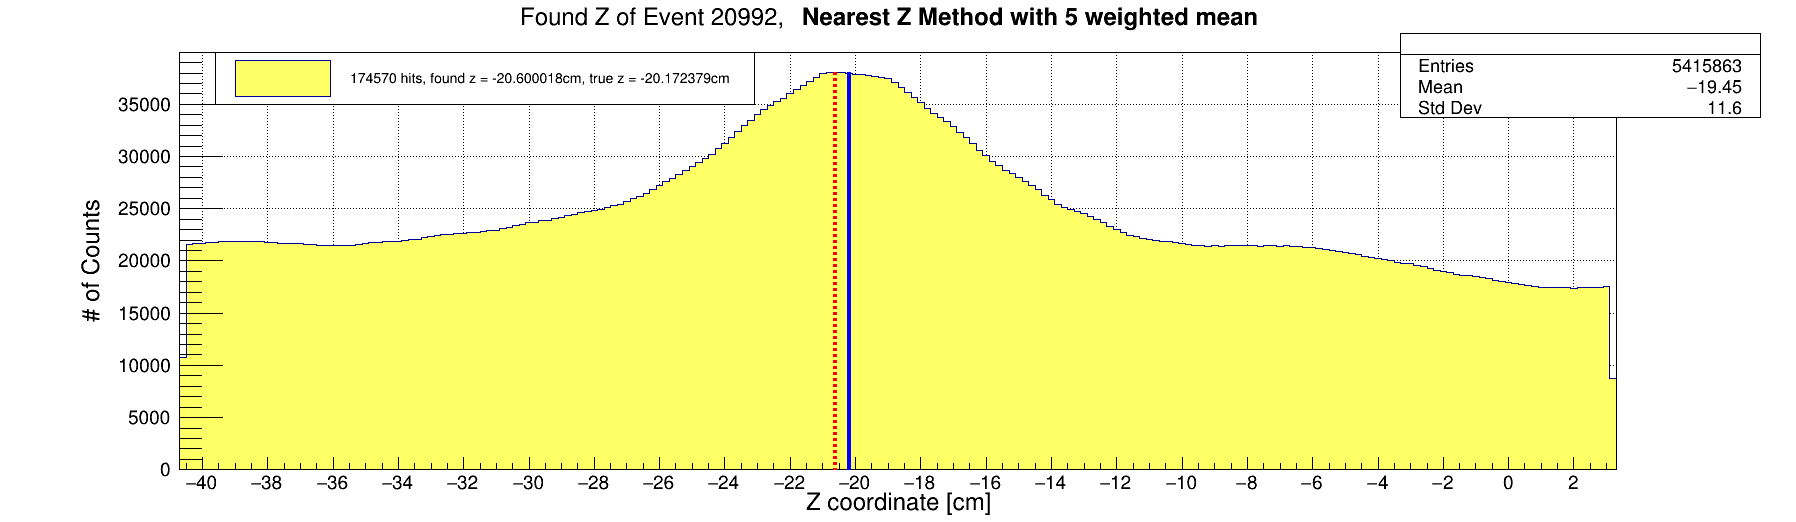 Found Z of Event 20992, Nearest Z Method with 5 weighted mean
174570 hits, found z = -20.600018cm, true z = -20.172379cm
Entries 5415863
Mean −19.45
Std Dev 11.6
35000
30000
25000
20000
15000
10000
5000
0
# of Counts
−40 −38 −36 −34 −32 −30 −28 −26 −24 −22 −20 −18 −16 −14 −12 −10 −8 −6 −4 −2 0 2
Z coordinate [cm]